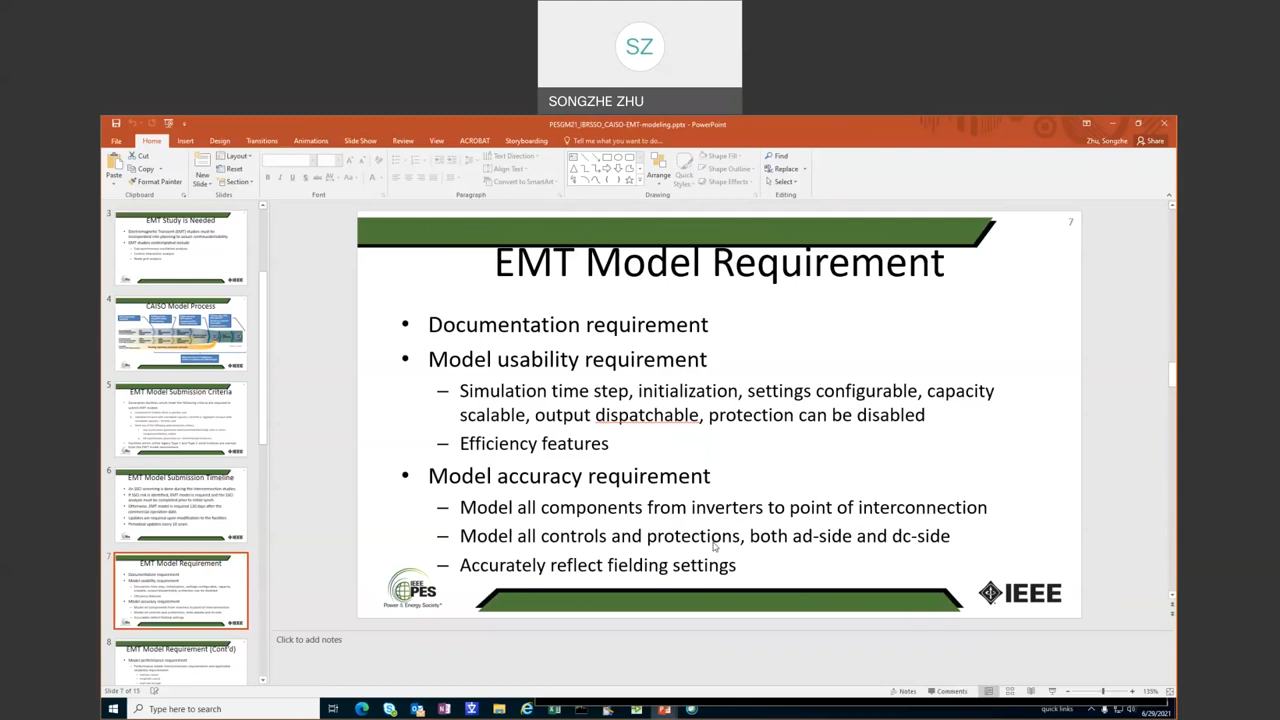 SZ
SONGZHE ZHU
PESGM21_IBRSSO_CAISO-EMT-modeling.pptx - PowerPoint
File Home Insert Design Transitions Animations Slide Show Review View ACROBAT Storyboarding Tell me what you want to do... Zhu, Songzhe Share
Cut
Copy
Format Painter
Paste
Clipboard
New
Slide
Layout
Reset
Section
Slides
Font
Text Direction
Align Text
Convert to SmartArt
Paragraph
Arrange
Quick
Styles
Shape Fill
Shape Outline
Shape Effects
Drawing
Find
Replace
Select
Editing
3
EMT Study is Needed
4
CAISO Model Process
5
EMT Model Submission Criteria
6
EMT Model Submission Timeline
7
EMT Model Requirement
8
EMT Model Requirement (Cont'd)
7
EMT Model Requirement
• Documentation requirement
• Model usability requirement
– Simulation time step, initialization, settings configurable, capacity
scalable, output dispatchable, protection can be disabled
– Efficiency features
• Model accuracy requirement
– Model all components from inverters to point of interconnection
– Model all controls and protections, both ad-side and dc-side
– Accurately reflect fielding settings
IEEE
PES
Power & Energy Society®
IEEE
Click to add notes
Slide 7 of 15
Notes
Comments
135%
Type here to search
quick links
6/29/2021